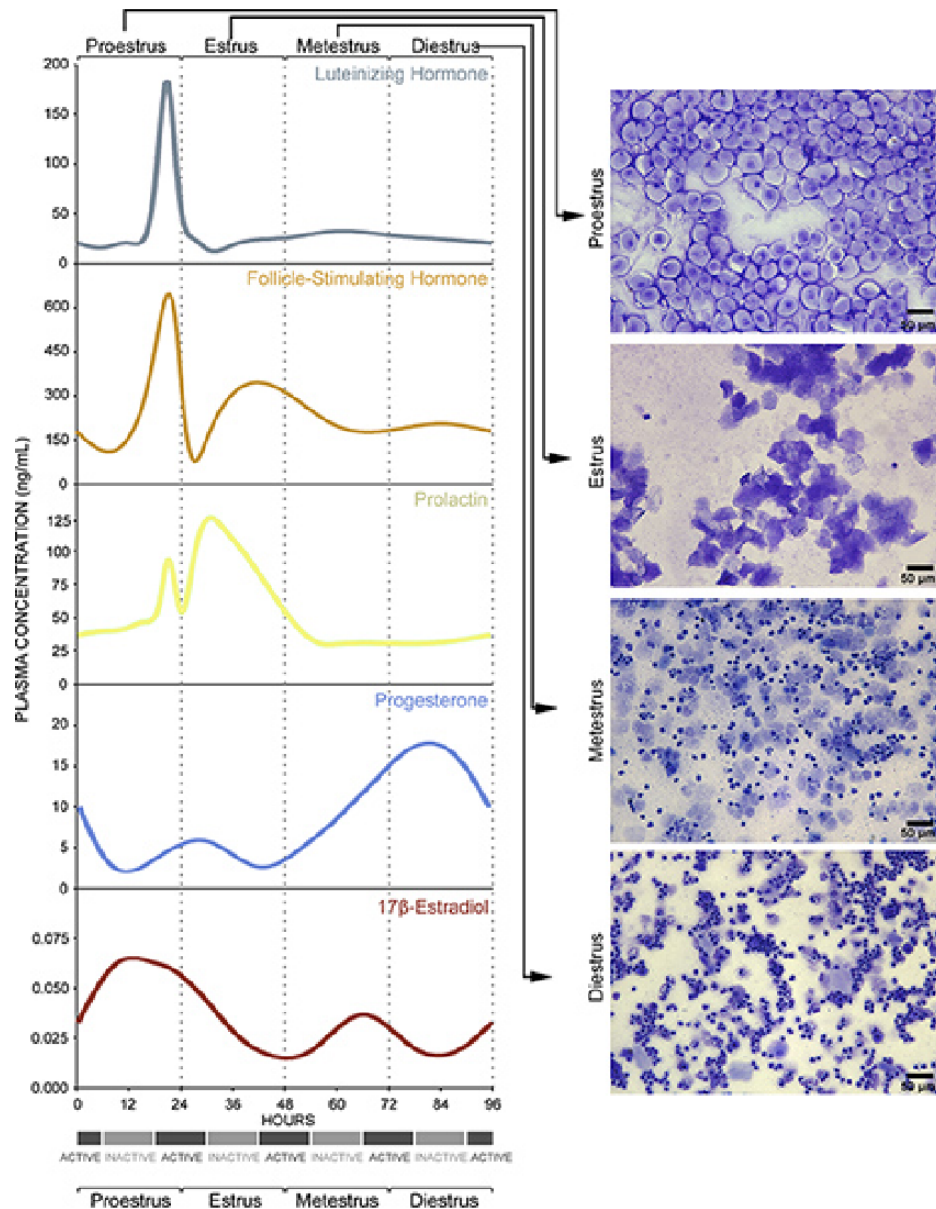 Proestrus Estrus Metestrus Diestrus
200
Luteinizing Hormone
150
100
50
0
Follicle-Stimulating Hormone
600
450
300
150
0
Prolactin
125
100
75
50
25
0
Progesterone
20
15
10
5
0
17β-Estradiol
0.075
0.050
0.025
0.000
0 12 24 36 48 60 72 84 96
HOURS
ACTIVE INACTIVE ACTIVE INACTIVE ACTIVE INACTIVE ACTIVE INACTIVE ACTIVE
Proestrus Estrus Metestrus Diestrus
PLASMA CONCENTRATION (ng/mL)
Proestrus
50 µm
Estrus
50 µm
Metestrus
50 µm
Diestrus
50 µm